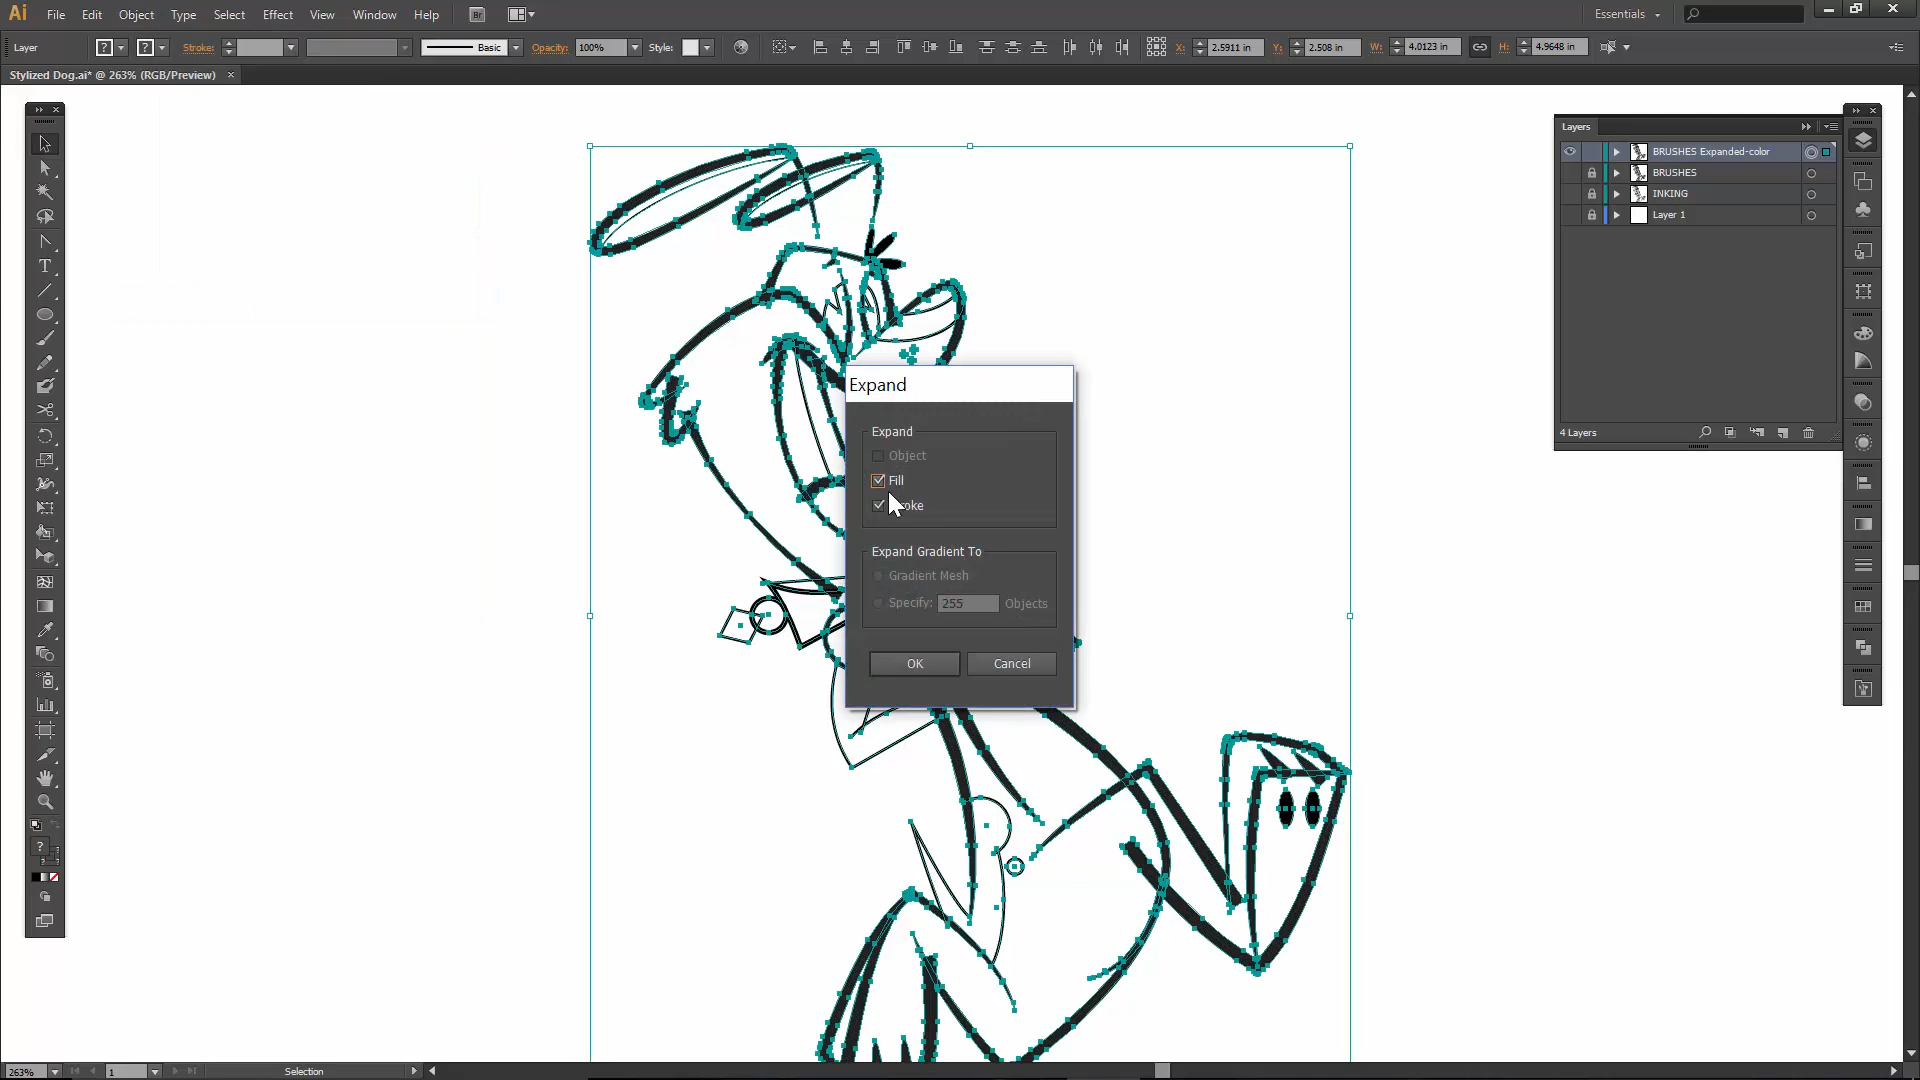 Ai File Edit Object Type Select Effect View Window Help Br Essentials
Layer ? ? Stroke: Basic Opacity: 100% Style: X: 2.5911 in Y: 2.508 in W: 4.0123 in H: 4.9648 in
Stylized Dog.ai* @ 263% (RGB/Preview)
Layers
BRUSHES Expanded-color
BRUSHES
INKING
Layer 1
4 Layers
Expand
Expand
Object
Fill
oke
Expand Gradient To
Gradient Mesh
Specify: 255 Objects
OK Cancel
T
?
263% 1 Selection